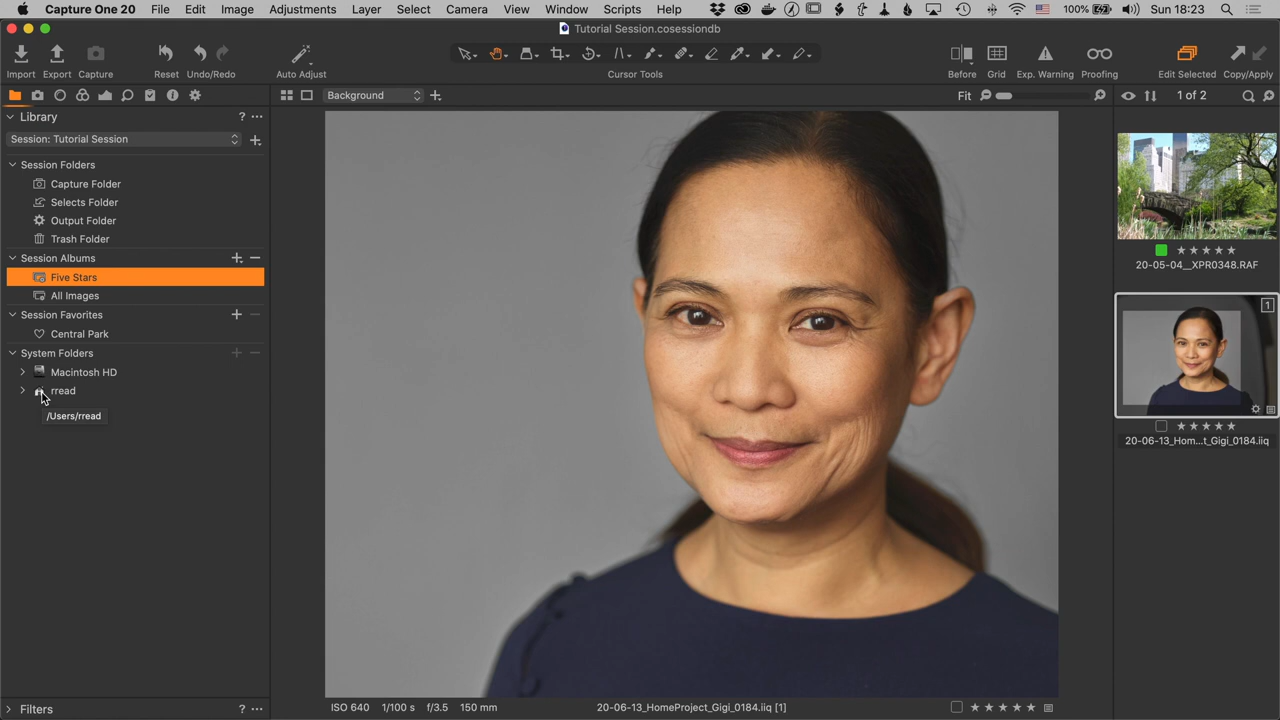 Capture One 20 File Edit Image Adjustments Layer Select Camera View Window Scripts Help 100% Sun 18:23
Tutorial Session.cosessiondb
Import Export Capture Reset Undo/Redo Auto Adjust Cursor Tools Before Grid Exp. Warning Proofing Edit Selected Copy/Apply
Background Fit 1 of 2
Library ?
Session: Tutorial Session
Session Folders
Capture Folder
Selects Folder
Output Folder
Trash Folder
Session Albums
Five Stars
All Images
Session Favorites
Central Park
System Folders
Macintosh HD
rread
/Users/rread
Filters ?
20-05-04__XPR0348.RAF
1
20-06-13_Hom...t_Gigi_0184.iiq
ISO 640 1/100 s f/3.5 150 mm 20-06-13_HomeProject_Gigi_0184.iiq [1]